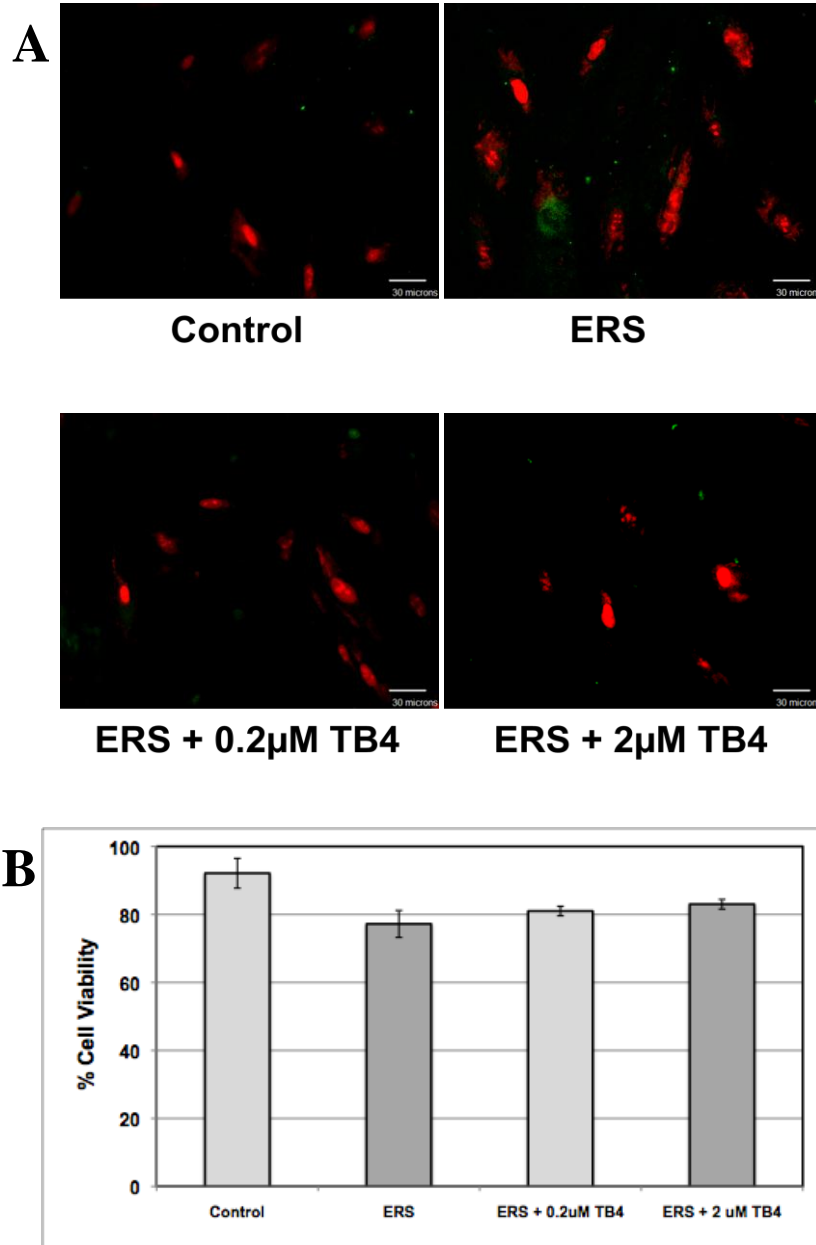 A
30 microns
30 micron
Control
ERS
30 microns
30 micron
ERS + 0.2µM TB4
ERS + 2µM TB4
B
100
80
60
40
20
0
% Cell Viability
Control
ERS
ERS + 0.2uM TB4
ERS + 2 uM TB4